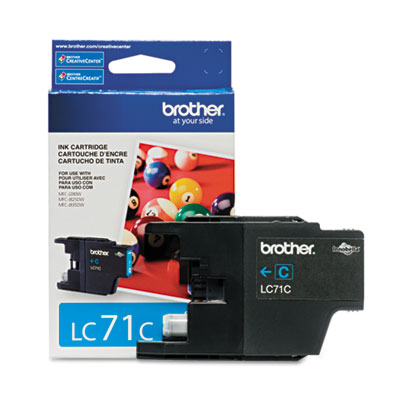 www.brother.com/creativecenter
BROTHER
CREATIVECENTER
BROTHER
CENTRECRÉATIF
brother
at your side
INK CARTRIDGE
CARTOUCHE D'ENCRE
CARTUCHO DE TINTA
FOR USE WITH
POUR UTILISER AVEC
PARA USO CON
brother.
C
LC71C
C
LC71C
LC71C